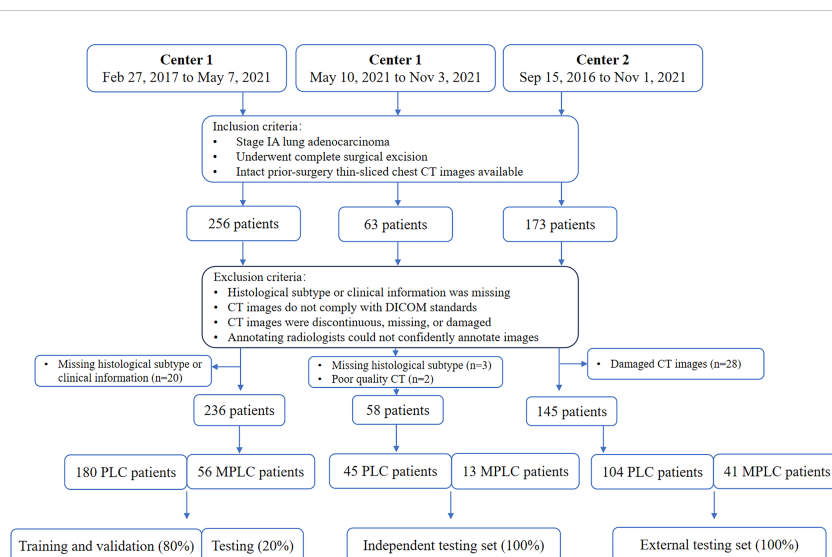 Center 1
Feb 27, 2017 to May 7, 2021
Center 1
May 10, 2021 to Nov 3, 2021
Center 2
Sep 15, 2016 to Nov 1, 2021
Inclusion criteria:
• Stage IA lung adenocarcinoma
• Underwent complete surgical excision
• Intact prior-surgery thin-sliced chest CT images available
256 patients
63 patients
173 patients
Exclusion criteria:
• Histological subtype or clinical information was missing
• CT images do not comply with DICOM standards
• CT images were discontinuous, missing, or damaged
• Annotating radiologists could not confidently annotate images
• Missing histological subtype or
clinical information (n=20)
• Missing histological subtype (n=3)
• Poor quality CT (n=2)
• Damaged CT images (n=28)
236 patients
58 patients
145 patients
180 PLC patients
56 MPLC patients
45 PLC patients
13 MPLC patients
104 PLC patients
41 MPLC patients
Training and validation (80%)
Testing (20%)
Independent testing set (100%)
External testing set (100%)